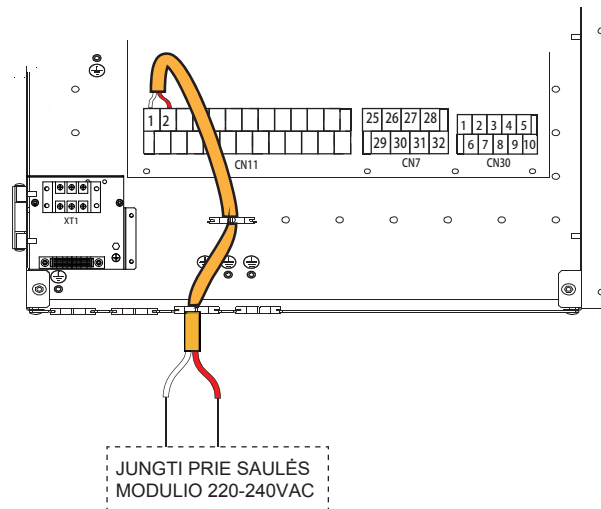 1 2
25 26 27 28
1 2 3 4 5
29 30 31 32
6 7 8 9 10
CN11
CN7
CN30
XT1
JUNGTI PRIE SAULĖS
MODULIO 220-240VAC